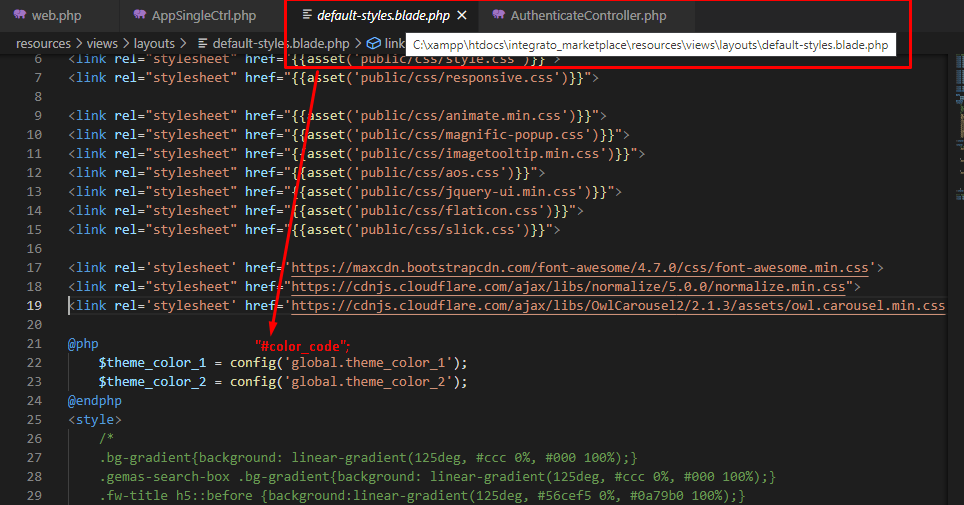 web.php AppSingleCtrl.php default-styles.blade.php AuthenticateController.php
resources > views > layouts > default-styles.blade.php > link
C:\xampp\htdocs\integrato_marketplace\resources\views\layouts\default-styles.blade.php
6 <link rel="stylesheet" href="{{asset('public/css/style.css')}}">
7 <link rel="stylesheet" href="{{asset('public/css/responsive.css')}}">
8
9 <link rel="stylesheet" href="{{asset('public/css/animate.min.css')}}">
10 <link rel="stylesheet" href="{{asset('public/css/magnific-popup.css')}}">
11 <link rel="stylesheet" href="{{asset('public/css/imagetooltip.min.css')}}">
12 <link rel="stylesheet" href="{{asset('public/css/aos.css')}}">
13 <link rel="stylesheet" href="{{asset('public/css/jquery-ui.min.css')}}">
14 <link rel="stylesheet" href="{{asset('public/css/flaticon.css')}}">
15 <link rel="stylesheet" href="{{asset('public/css/slick.css')}}">
16
17 <link rel='stylesheet' href='https://maxcdn.bootstrapcdn.com/font-awesome/4.7.0/css/font-awesome.min.css'>
18 <link rel="stylesheet" href="https://cdnjs.cloudflare.com/ajax/libs/normalize/5.0.0/normalize.min.css">
19 <link rel='stylesheet' href='https://cdnjs.cloudflare.com/ajax/libs/OwlCarousel2/2.1.3/assets/owl.carousel.min.css
20
21 @php "#color_code";
22 $theme_color_1 = config('global.theme_color_1');
23 $theme_color_2 = config('global.theme_color_2');
24 @endphp
25 <style>
26 /*
27 .bg-gradient{background: linear-gradient(125deg, #ccc 0%, #000 100%);}
28 .gemas-search-box .bg-gradient{background: linear-gradient(125deg, #ccc 0%, #000 100%);}
29 .fw-title h5::before {background:linear-gradient(125deg, #56cef5 0%, #0a79b0 100%);}